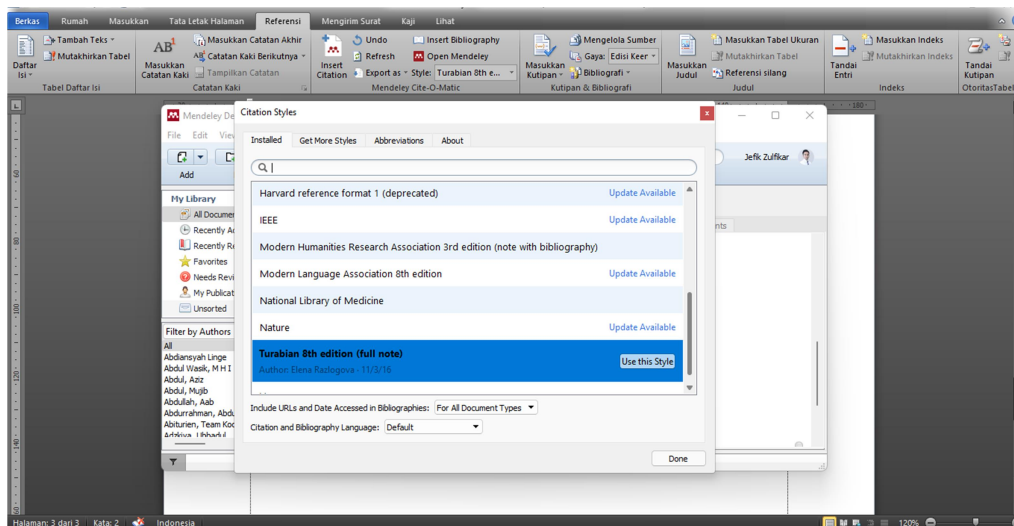 Berkas Rumah Masukkan Tata Letak Halaman Referensi Mengirim Surat Kaji Lihat
Daftar Isi
Tambah Teks
Mutakhirkan Tabel
Tabel Daftar Isi
AB1
Masukkan Catatan Kaki
Masukkan Catatan Akhir
Catatan Kaki Berikutnya
Tampilkan Catatan
Catatan Kaki
Insert Citation
Undo
Refresh
Export as
Insert Bibliography
Open Mendeley
Style: Turabian 8th e...
Mendeley Cite-O-Matic
Masukkan Kutipan
Mengelola Sumber
Gaya: Edisi Keer
Bibliografi
Kutipan & Bibliografi
Masukkan Judul
Masukkan Tabel Ukuran
Mutakhirkan Tabel
Referensi silang
Judul
Tandai Entri
Masukkan Indeks
Mutakhirkan Indeks
Indeks
Tandai Kutipan
OtoritasTabel
Mendeley De
File Edit View
Add
Jefik Zulfikar
My Library
All Documen
Recently Ad
Recently Re
Favorites
Needs Revi
My Publicat
Unsorted
Filter by Authors
All
Abdiansyah Linge
Abdul Wasik, M H I
Abdul, Aziz
Abdul, Mujib
Abdullah, Aab
Abdurrahman, Abdu
Abiturien, Team Koo
Adzkiya, Ubbadul
nts
180
Citation Styles
Installed Get More Styles Abbreviations About
Harvard reference format 1 (deprecated) Update Available
IEEE Update Available
Modern Humanities Research Association 3rd edition (note with bibliography)
Modern Language Association 8th edition Update Available
National Library of Medicine
Nature Update Available
Turabian 8th edition (full note)
Author: Elena Razlogova - 11/3/16
Use this Style
Include URLs and Date Accessed in Bibliographies: For All Document Types
Citation and Bibliography Language: Default
Done
Halaman: 3 dari 3 Kata: 2 Indonesia 120%